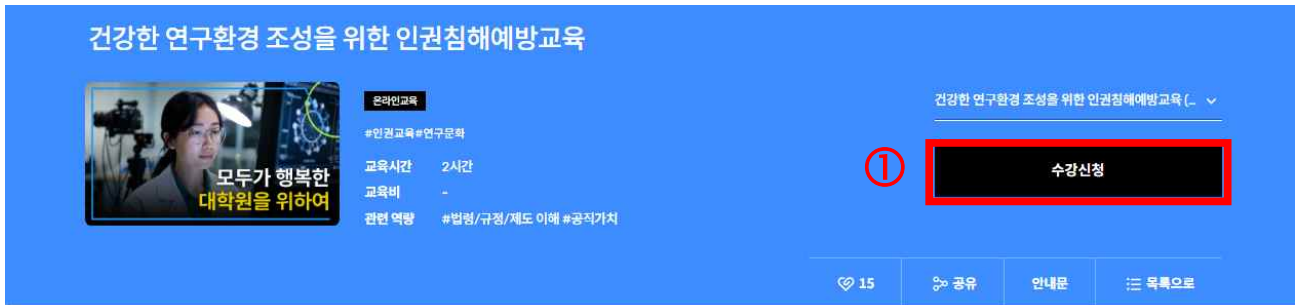 건강한 연구환경 조성을 위한 인권침해예방교육
모두가 행복한
대학원을 위하여
온라인교육
#인권교육#연구문화
교육시간 2시간
교육비 -
관련 역량 #법령/규정/제도 이해 #공직가치
건강한 연구환경 조성을 위한 인권침해예방교육 (...
①
수강신청
15
공유
안내문
목록으로